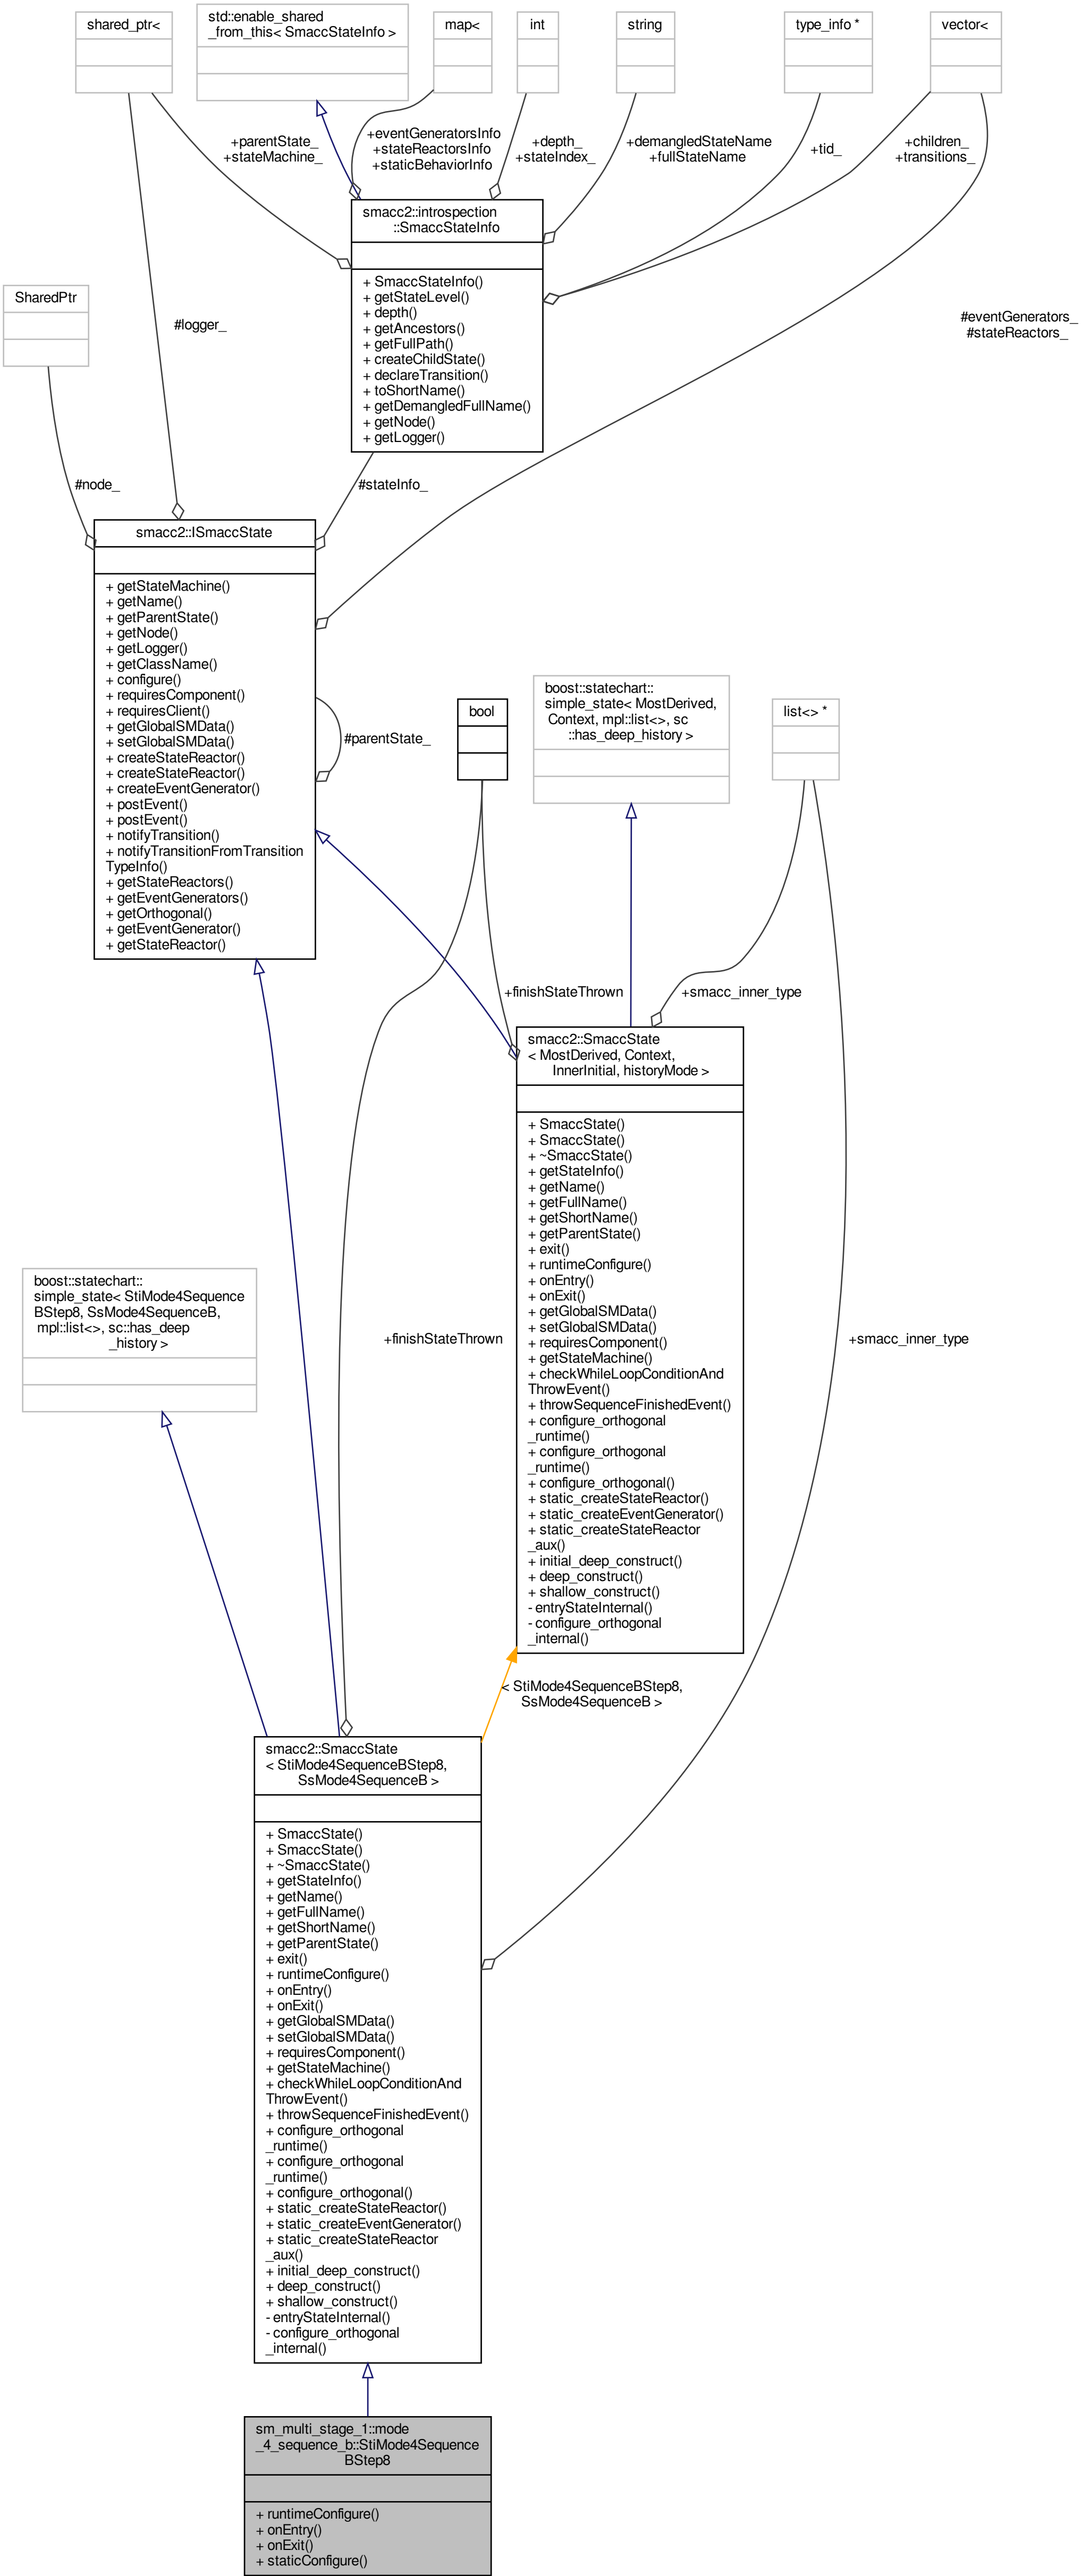 shared_ptr<
std::enable_shared
_from_this< SmaccStateInfo >
map<
int
string
type_info *
vector<
+parentState_
+stateMachine_
+eventGeneratorsInfo
+stateReactorsInfo
+staticBehaviorInfo
+depth_
+stateIndex_
+demangledStateName
+fullStateName
+tid_
+children_
+transitions_
smacc2::introspection
::SmaccStateInfo
+ SmaccStateInfo()
+ getStateLevel()
+ depth()
+ getAncestors()
+ getFullPath()
+ createChildState()
+ declareTransition()
+ toShortName()
+ getDemangledFullName()
+ getNode()
+ getLogger()
SharedPtr
#logger_
#eventGenerators_
#stateReactors_
#node_
#stateInfo_
smacc2::ISmaccState
+ getStateMachine()
+ getName()
+ getParentState()
+ getNode()
+ getLogger()
+ getClassName()
+ configure()
+ requiresComponent()
+ requiresClient()
+ getGlobalSMData()
+ setGlobalSMData()
+ createStateReactor()
+ createStateReactor()
+ createEventGenerator()
+ postEvent()
+ postEvent()
+ notifyTransition()
+ notifyTransitionFromTransition
TypeInfo()
+ getStateReactors()
+ getEventGenerators()
+ getOrthogonal()
+ getEventGenerator()
+ getStateReactor()
#parentState_
bool
boost::statechart::
simple_state< MostDerived,
Context, mpl::list<>, sc
::has_deep_history >
list<> *
+finishStateThrown
+smacc_inner_type
smacc2::SmaccState
< MostDerived, Context,
InnerInitial, historyMode >
+ SmaccState()
+ SmaccState()
+ ~SmaccState()
+ getStateInfo()
+ getName()
+ getFullName()
+ getShortName()
+ getParentState()
+ exit()
+ runtimeConfigure()
+ onEntry()
+ onExit()
+ getGlobalSMData()
+ setGlobalSMData()
+ requiresComponent()
+ getStateMachine()
+ checkWhileLoopConditionAnd
ThrowEvent()
+ throwSequenceFinishedEvent()
+ configure_orthogonal
_runtime()
+ configure_orthogonal
_runtime()
+ configure_orthogonal()
+ static_createStateReactor()
+ static_createEventGenerator()
+ static_createStateReactor
_aux()
+ initial_deep_construct()
+ deep_construct()
+ shallow_construct()
- entryStateInternal()
- configure_orthogonal
_internal()
boost::statechart::
simple_state< StiMode4Sequence
BStep8, SsMode4SequenceB,
mpl::list<>, sc::has_deep
_history >
+finishStateThrown
+smacc_inner_type
< StiMode4SequenceBStep8,
SsMode4SequenceB >
smacc2::SmaccState
< StiMode4SequenceBStep8,
SsMode4SequenceB >
+ SmaccState()
+ SmaccState()
+ ~SmaccState()
+ getStateInfo()
+ getName()
+ getFullName()
+ getShortName()
+ getParentState()
+ exit()
+ runtimeConfigure()
+ onEntry()
+ onExit()
+ getGlobalSMData()
+ setGlobalSMData()
+ requiresComponent()
+ getStateMachine()
+ checkWhileLoopConditionAnd
ThrowEvent()
+ throwSequenceFinishedEvent()
+ configure_orthogonal
_runtime()
+ configure_orthogonal
_runtime()
+ configure_orthogonal()
+ static_createStateReactor()
+ static_createEventGenerator()
+ static_createStateReactor
_aux()
+ initial_deep_construct()
+ deep_construct()
+ shallow_construct()
- entryStateInternal()
- configure_orthogonal
_internal()
sm_multi_stage_1::mode
_4_sequence_b::StiMode4Sequence
BStep8
+ runtimeConfigure()
+ onEntry()
+ onExit()
+ staticConfigure()